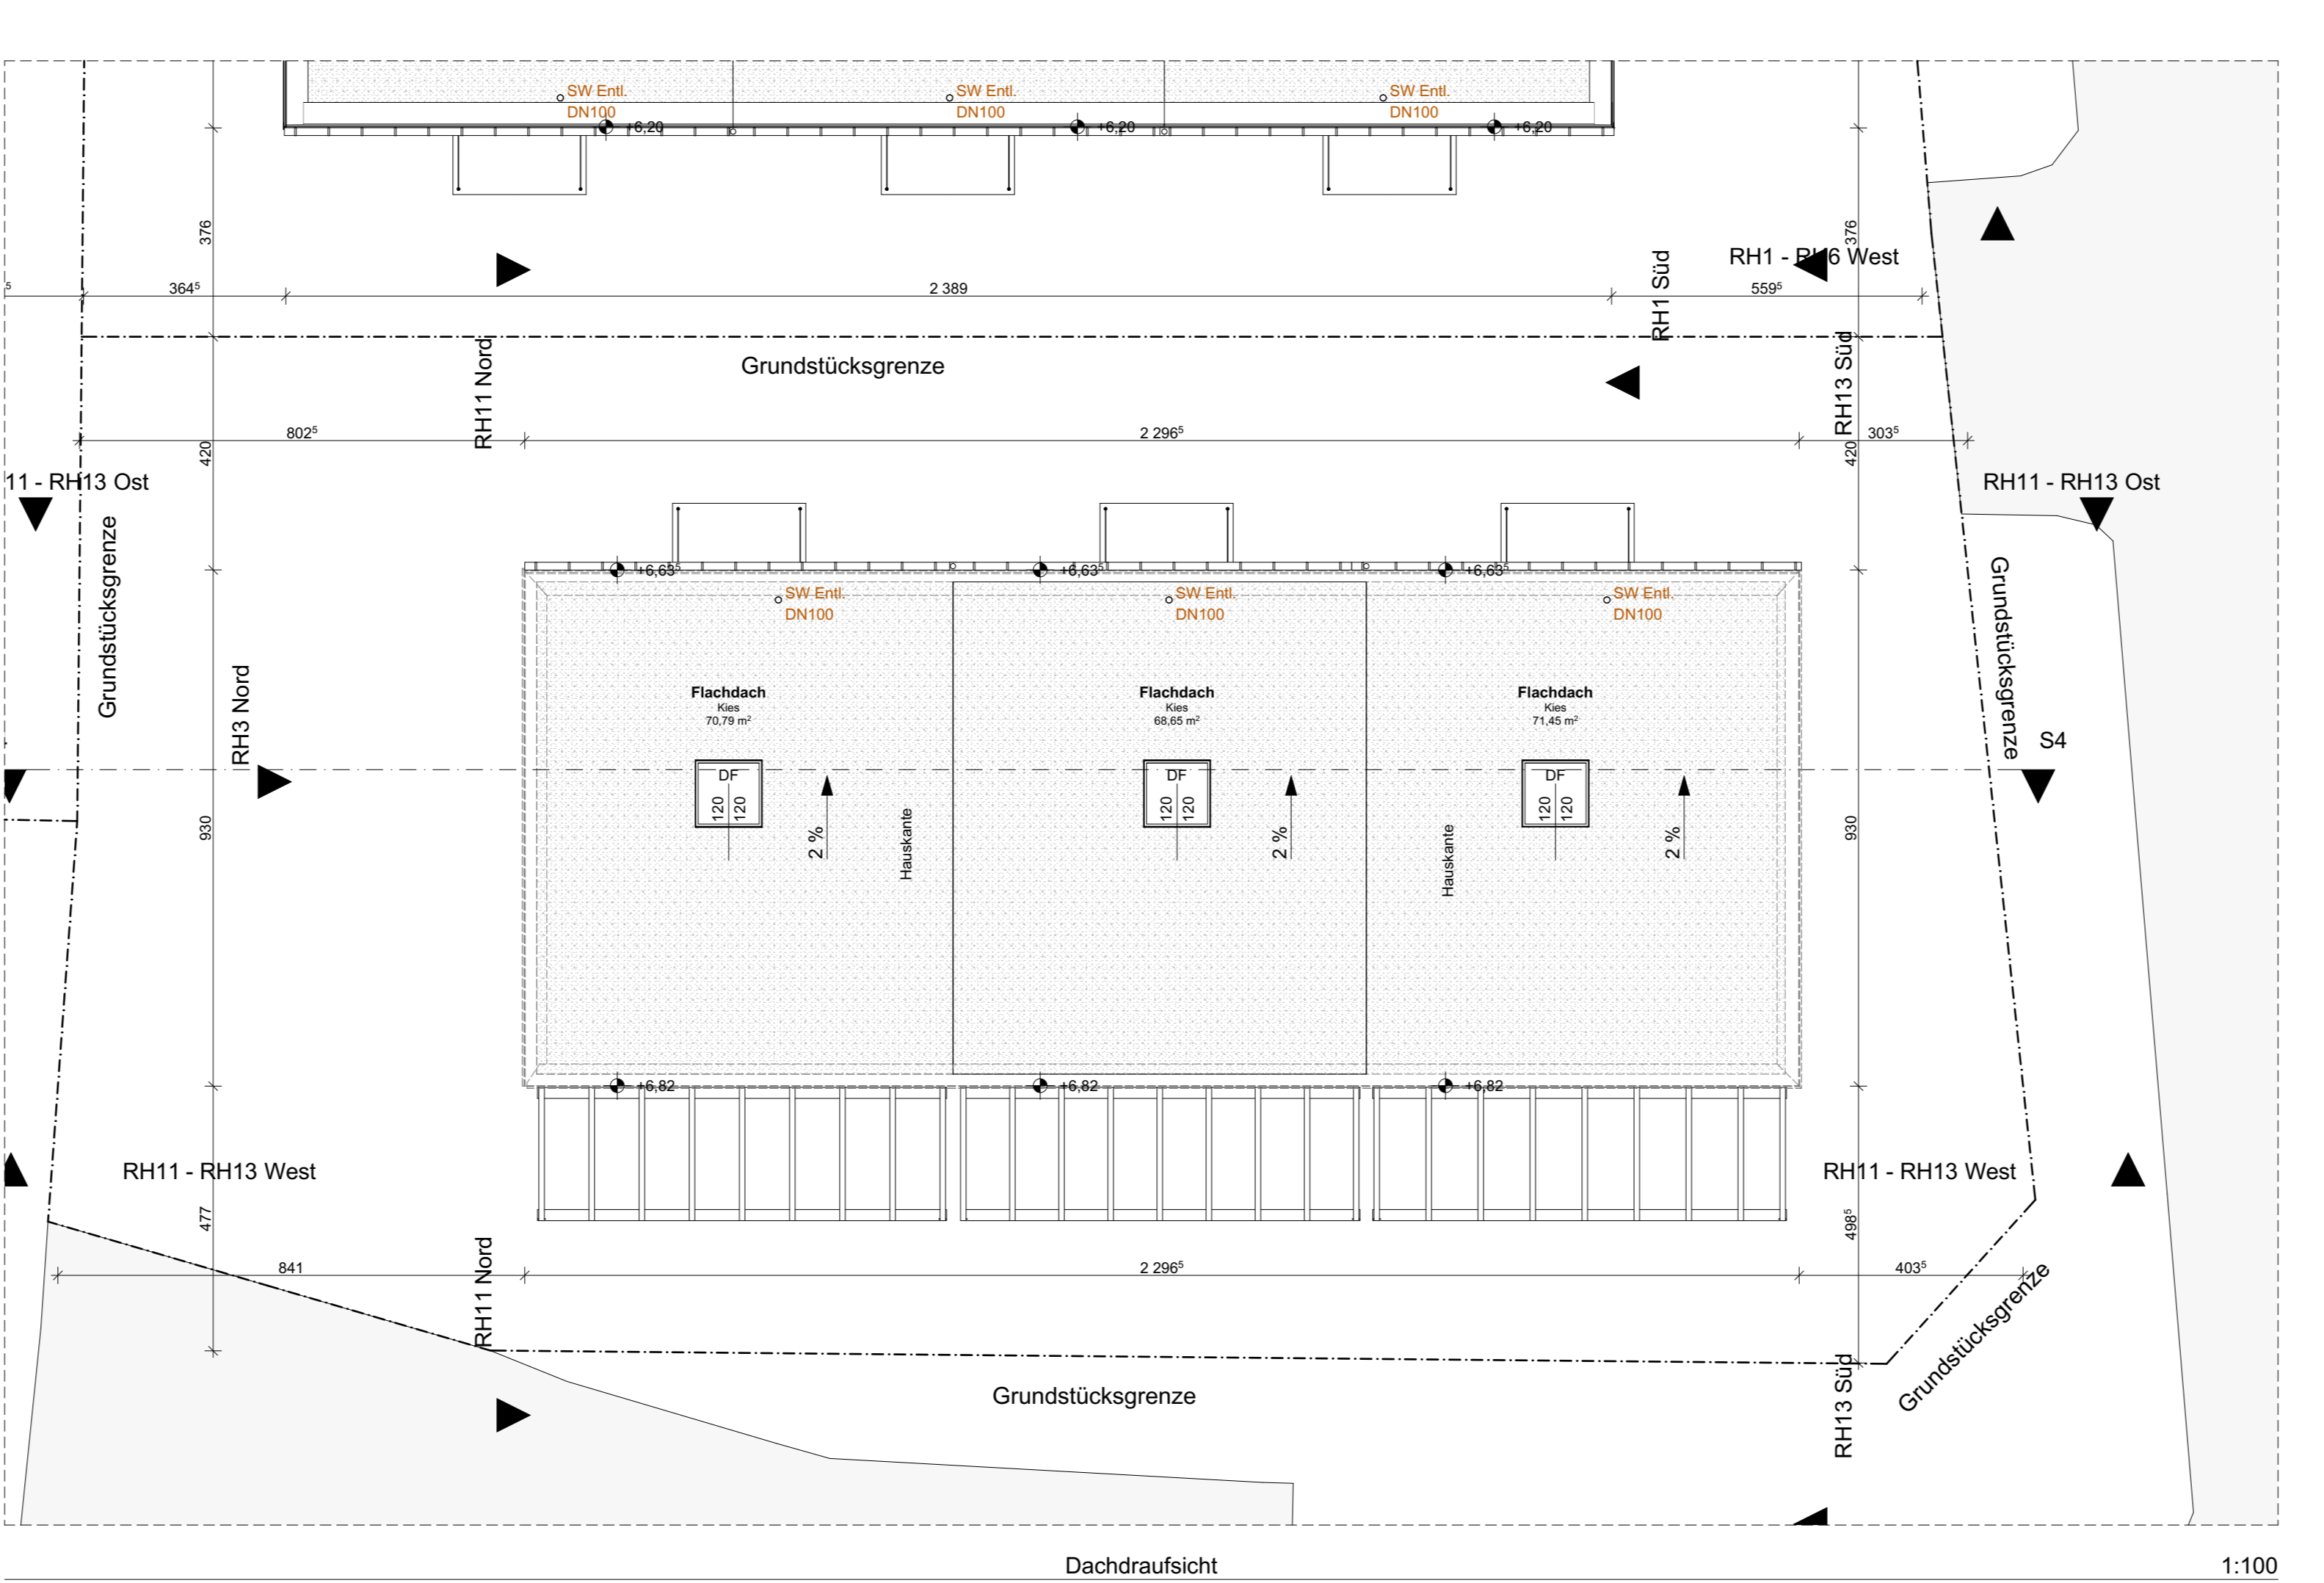 SW Entl.
DN100
SW Entl.
DN100
SW Entl.
DN100
+6,20
+6,20
+6,20
376
376
RH1 - RH6 West
RH1 Süd
5
364⁵
2 389
559⁵
Grundstücksgrenze
RH11 Nord
RH13 Süd
802⁵
2 296⁵
303⁵
420
420
11 - RH13 Ost
RH11 - RH13 Ost
Grundstücksgrenze
Grundstücksgrenze
+6,63⁵
+6,63⁵
+6,63⁵
SW Entl.
DN100
SW Entl.
DN100
SW Entl.
DN100
RH3 Nord
Flachdach
Kies
70,79 m²
Flachdach
Kies
68,65 m²
Flachdach
Kies
71,45 m²
S4
DF
120
120
2 %
Hauskante
DF
120
120
2 %
Hauskante
DF
120
120
2 %
930
930
+6,82
+6,82
+6,82
RH11 - RH13 West
RH11 - RH13 West
477
498⁵
841
2 296⁵
403⁵
RH11 Nord
RH13 Süd
Grundstücksgrenze
Grundstücksgrenze
Dachdraufsicht
1:100